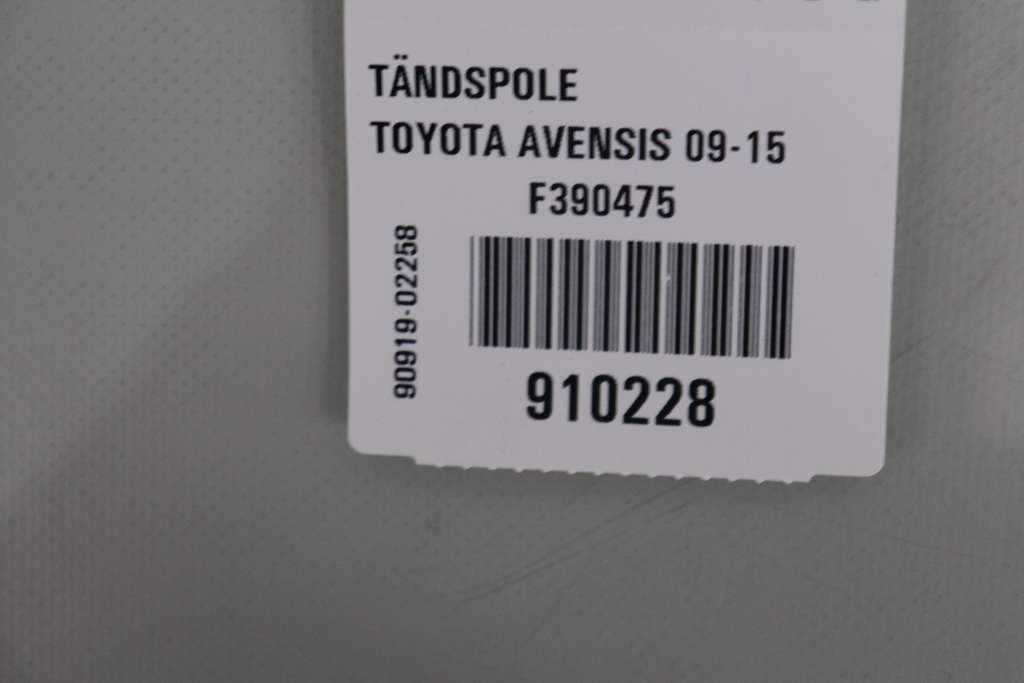 TÄNDSPOLE
TOYOTA AVENSIS 09-15
F390475
90919-02258
910228